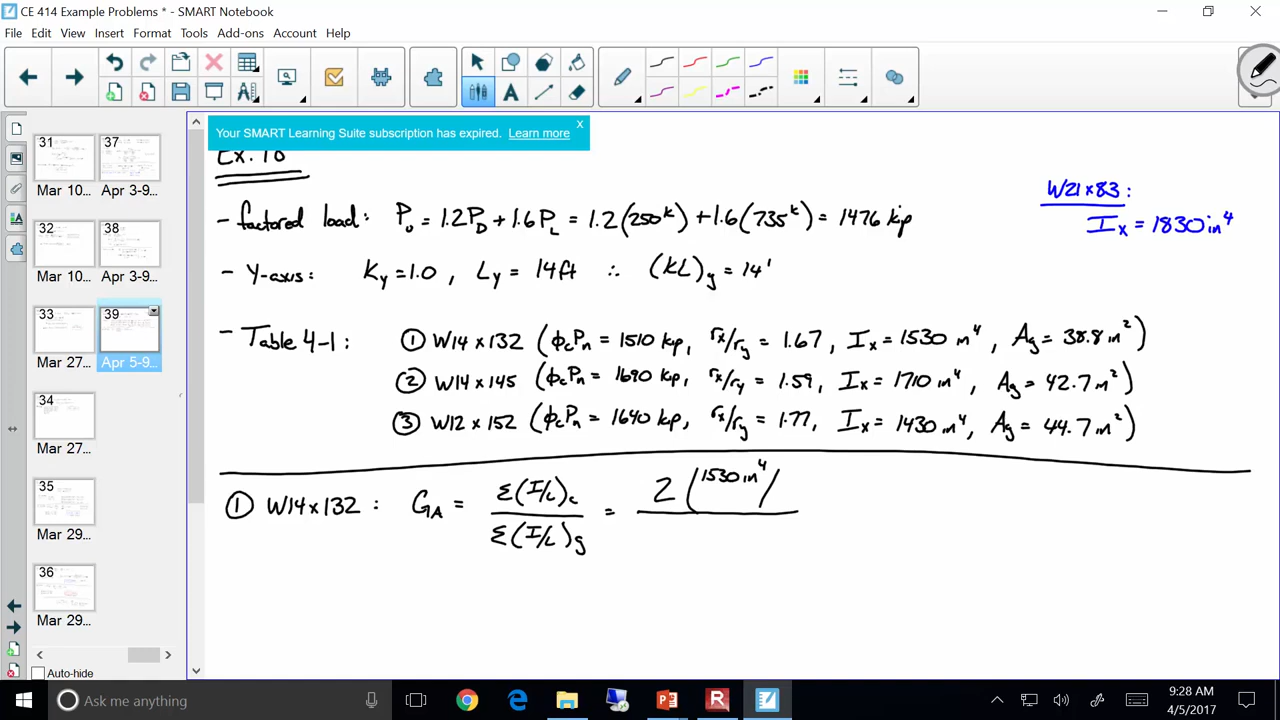 CE 414 Example Problems * - SMART Notebook
File Edit View Insert Format Tools Add-ons Account Help
Your SMART Learning Suite subscription has expired. Learn more x
31 37
Mar 10... Apr 3-9...
32 38
Mar 10... Apr 3-9...
33 39
Mar 27... Apr 5-9...
34
Mar 27...
35
Mar 29...
36
Mar 29...
Auto-hide
Ex. 10
- factored load: Pu = 1.2PD + 1.6PL = 1.2(250k) + 1.6(735k) = 1476 kip
W21×83:
Ix = 1830 in⁴
- Y-axis: Ky = 1.0, Ly = 14ft ∴ (KL)y = 14'
- Table 4-1: ① W14×132 (ϕcPn = 1510 kip, rx/ry = 1.67, Ix = 1530 in⁴, Ag = 38.8 in²)
② W14×145 (ϕcPn = 1690 kip, rx/ry = 1.59, Ix = 1710 in⁴, Ag = 42.7 in²)
③ W12×152 (ϕcPn = 1640 kip, rx/ry = 1.77, Ix = 1430 in⁴, Ag = 44.7 in²)
① W14×132: GA = Σ(I/L)c / Σ(I/L)g = 2(1530 in⁴/
Ask me anything
9:28 AM
4/5/2017